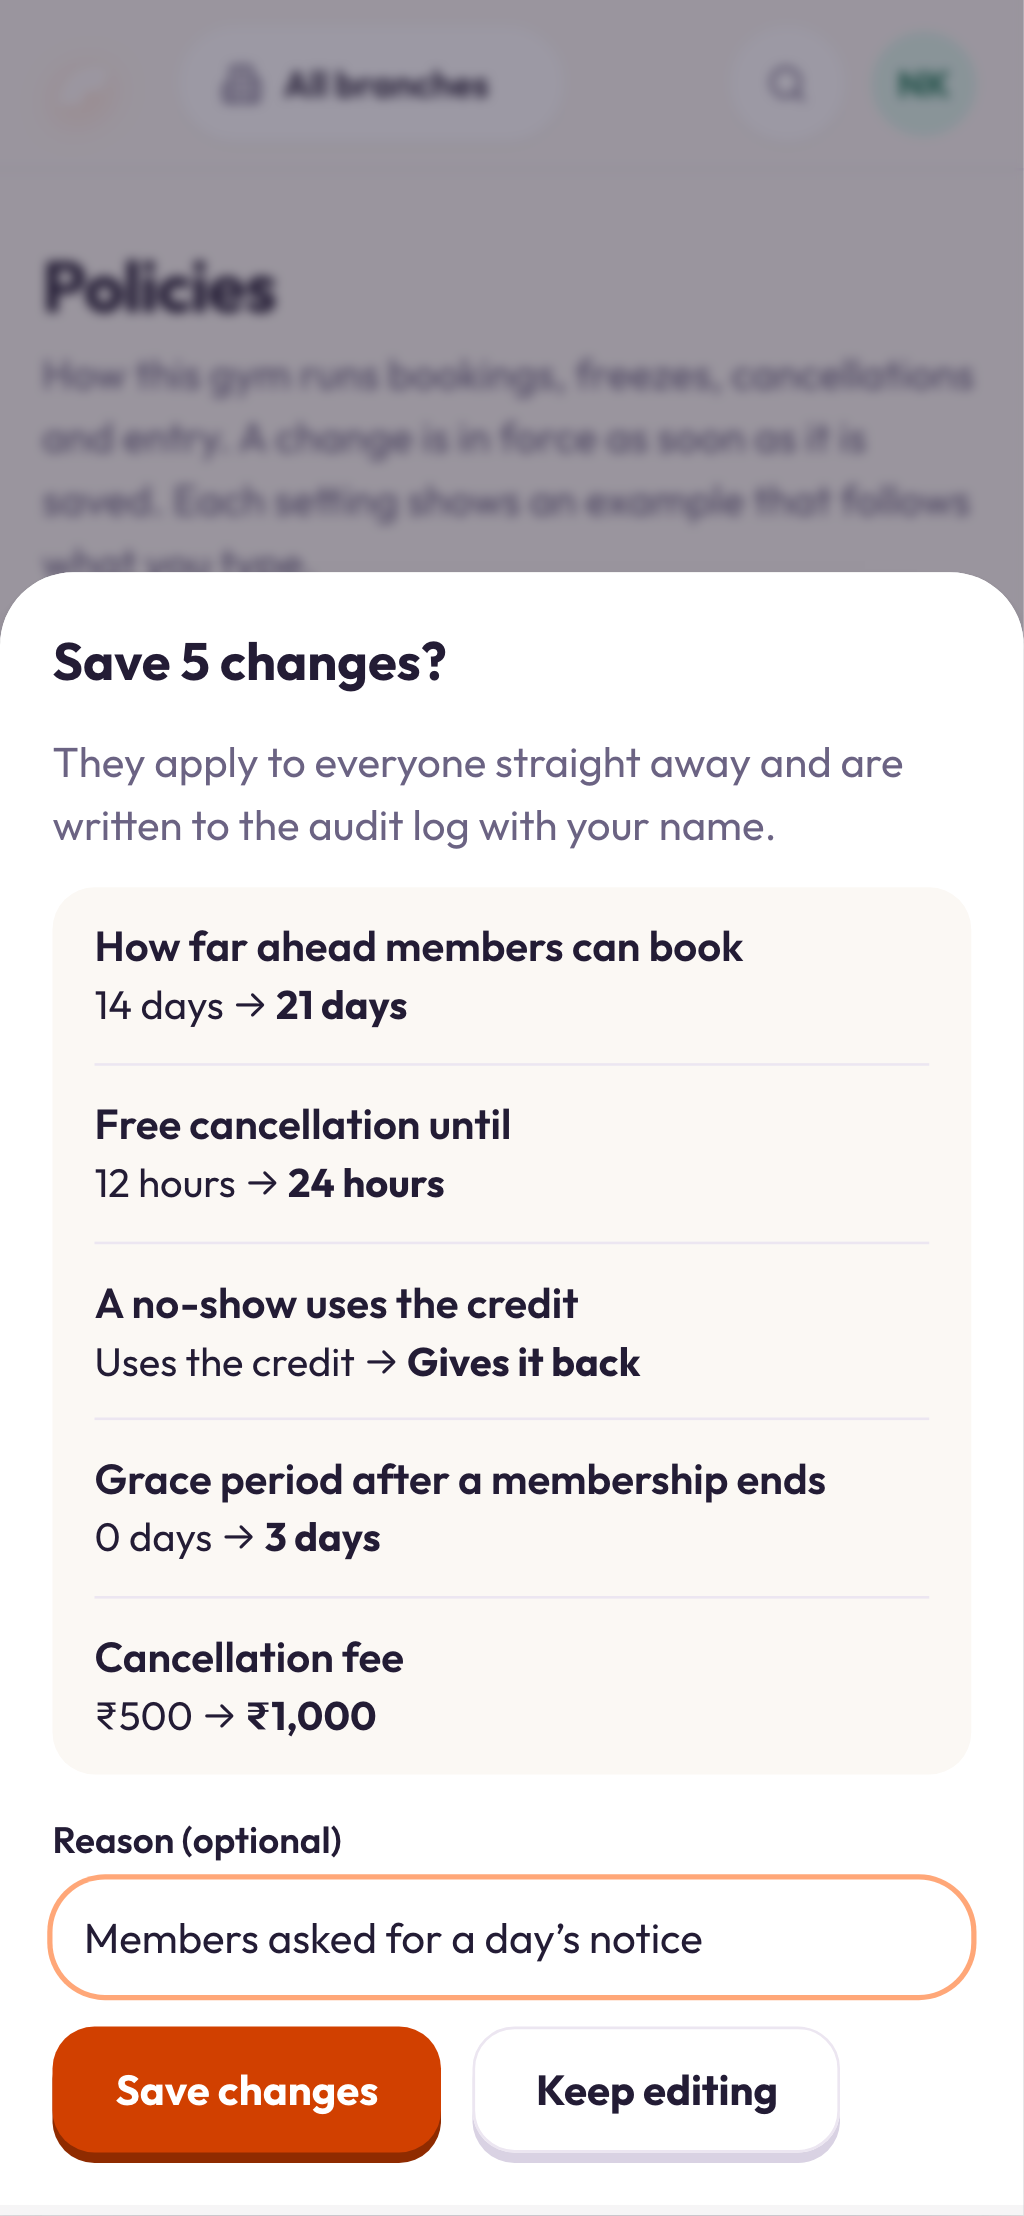 All branches
NK
Policies
How this gym runs bookings, freezes, cancellations
and entry. A change is in force as soon as it is
saved. Each setting shows an example that follows
what you type.
Save 5 changes?
They apply to everyone straight away and are
written to the audit log with your name.
How far ahead members can book
14 days → 21 days
Free cancellation until
12 hours → 24 hours
A no-show uses the credit
Uses the credit → Gives it back
Grace period after a membership ends
0 days → 3 days
Cancellation fee
₹500 → ₹1,000
Reason (optional)
Members asked for a day’s notice
Save changes
Keep editing